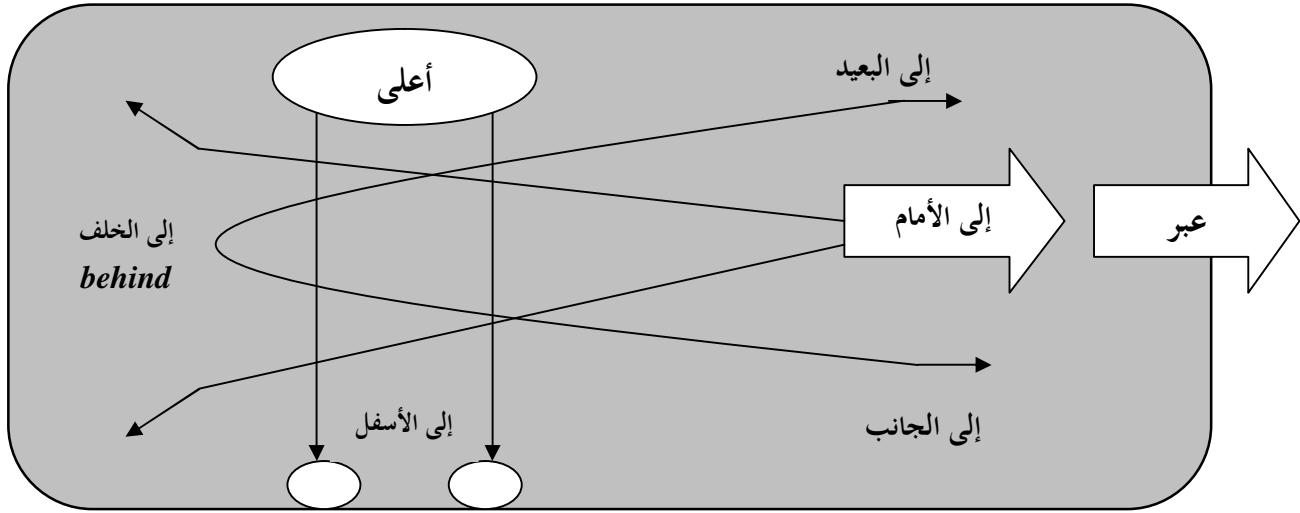 أعلى
إلى البعيد
إلى الأمام
عبر
إلى الخلف
behind
إلى الأسفل
إلى الجانب